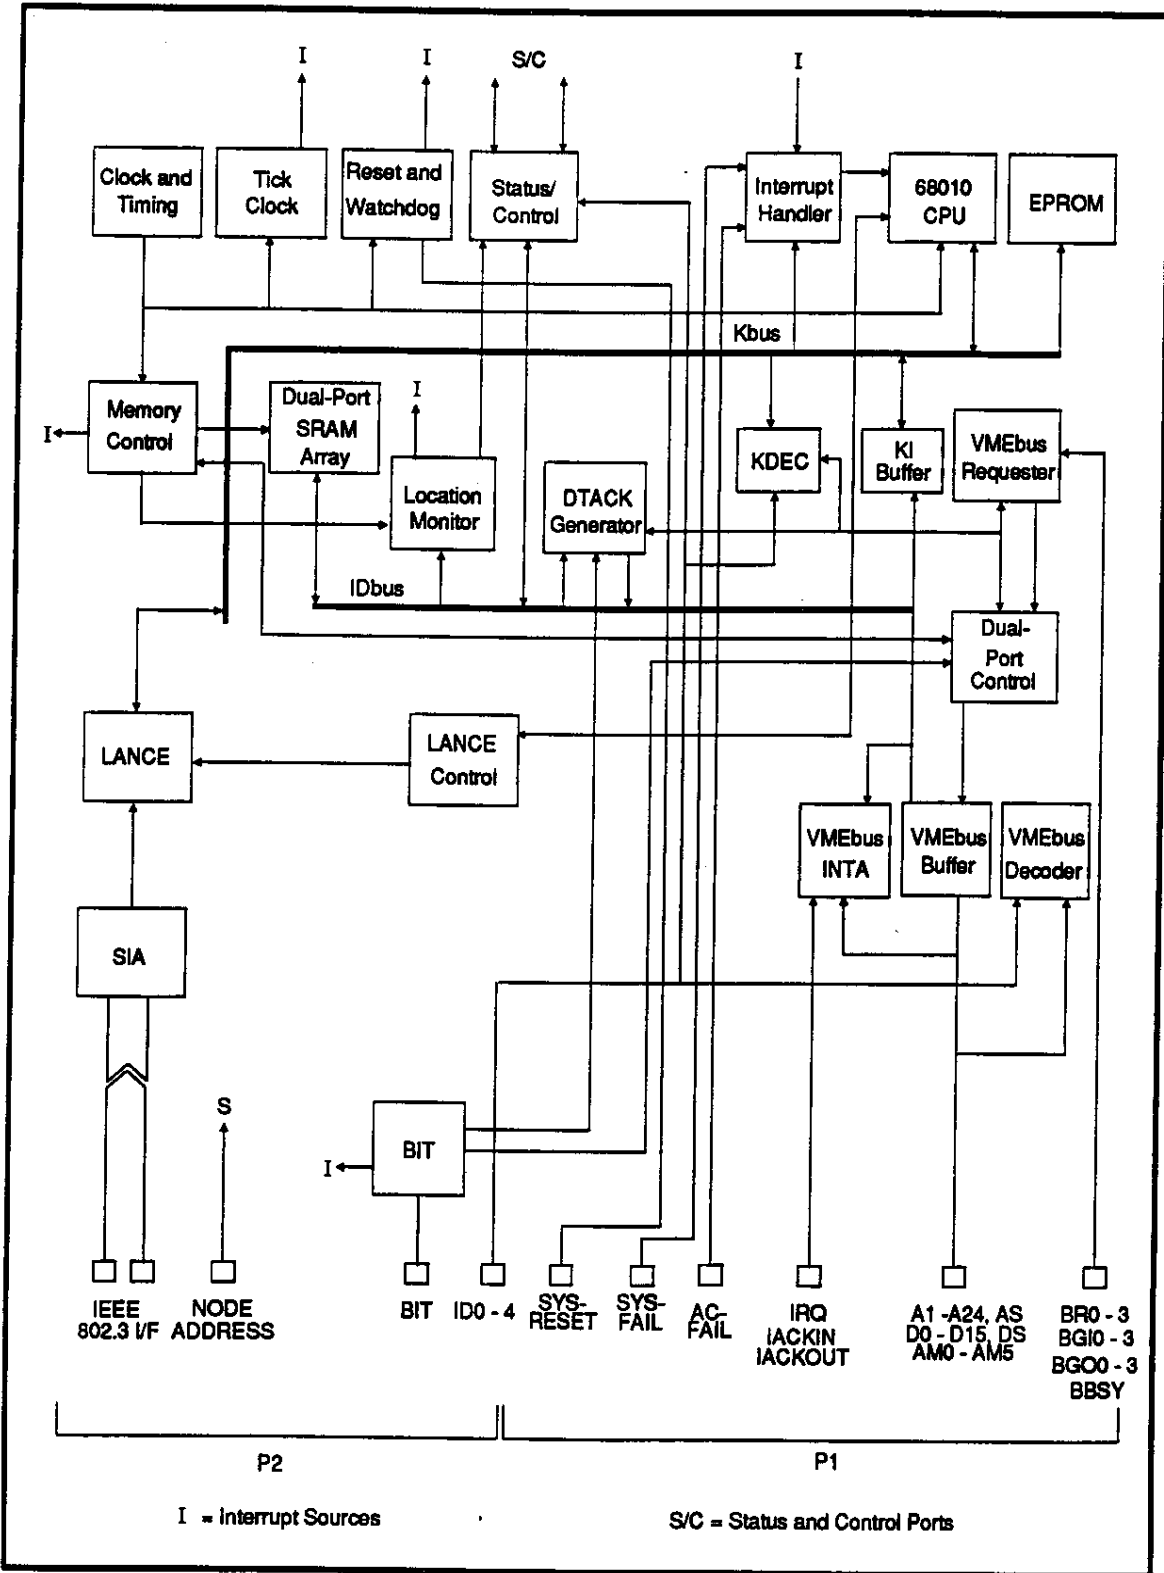 I
I
S/C
I
Clock and
Timing
Tick
Clock
Reset and
Watchdog
Status/
Control
Interrupt
Handler
68010
CPU
EPROM
Kbus
Memory
Control
I
Dual-Port
SRAM
Array
I
Location
Monitor
DTACK
Generator
KDEC
KI
Buffer
VMEbus
Requester
IDbus
Dual-
Port
Control
LANCE
LANCE
Control
VMEbus
INTA
VMEbus
Buffer
VMEbus
Decoder
SIA
S
BIT
I
IEEE
802.3 I/F
NODE
ADDRESS
BIT
ID0 - 4
SYS-
RESET
SYS-
FAIL
AC-
FAIL
IRQ
IACKIN
IACKOUT
A1 -A24, AS
D0 - D15, DS
AM0 - AM5
BR0 - 3
BGI0 - 3
BGO0 - 3
BBSY
P2
P1
I = Interrupt Sources
S/C = Status and Control Ports